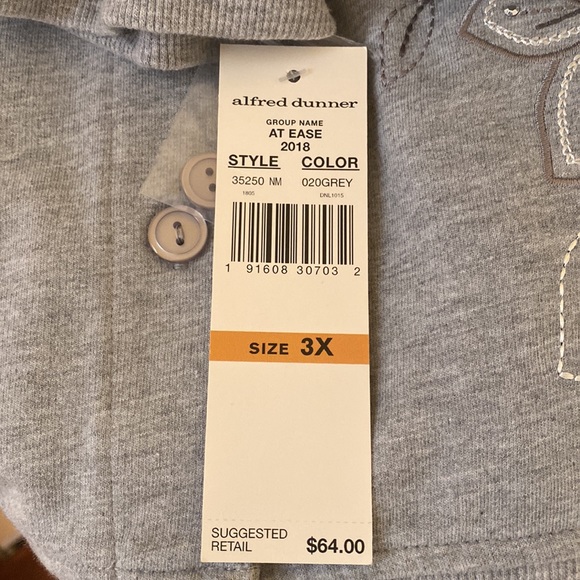 alfred dunner
GROUP NAME
AT EASE
2018
STYLE COLOR
35250 NM 020GREY
1805 DNL1015
1 91608 30703 2
SIZE 3X
SUGGESTED
RETAIL $64.00